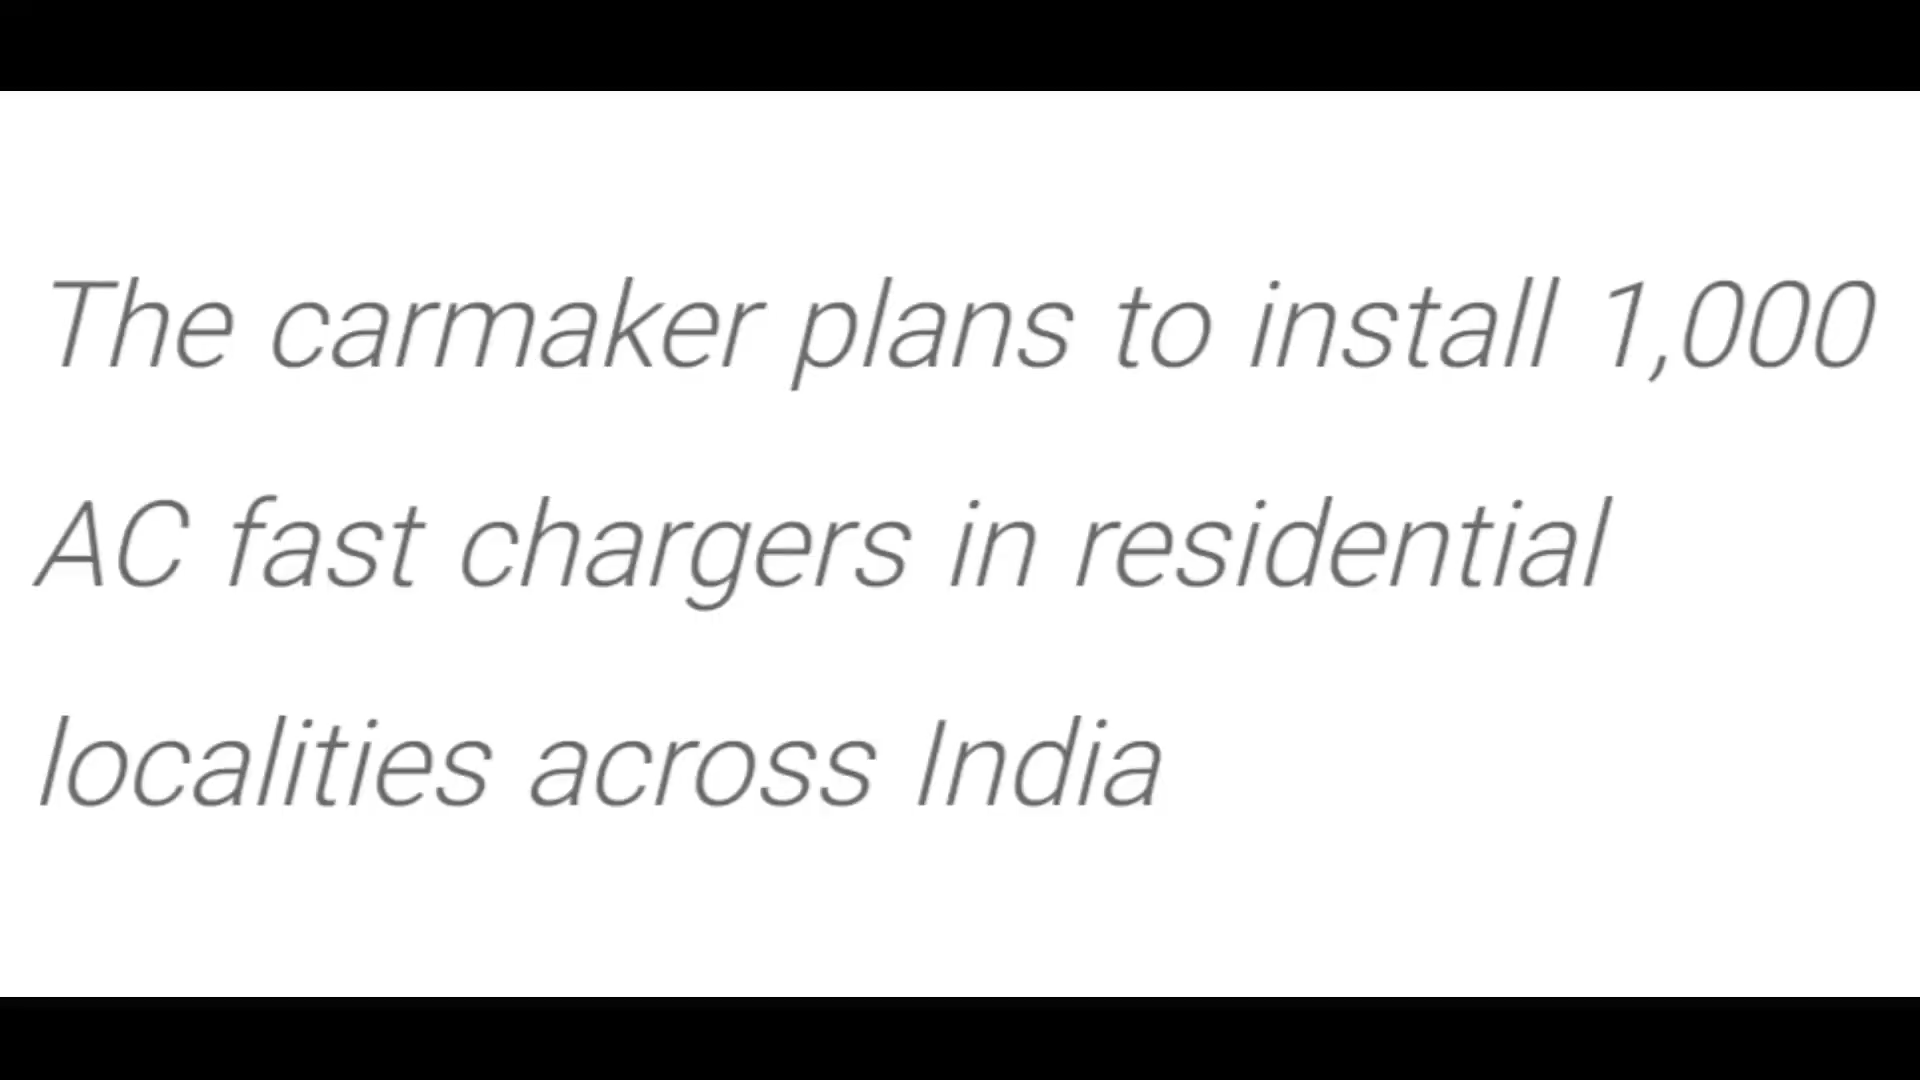 The carmaker plans to install 1,000
AC fast chargers in residential
localities across India